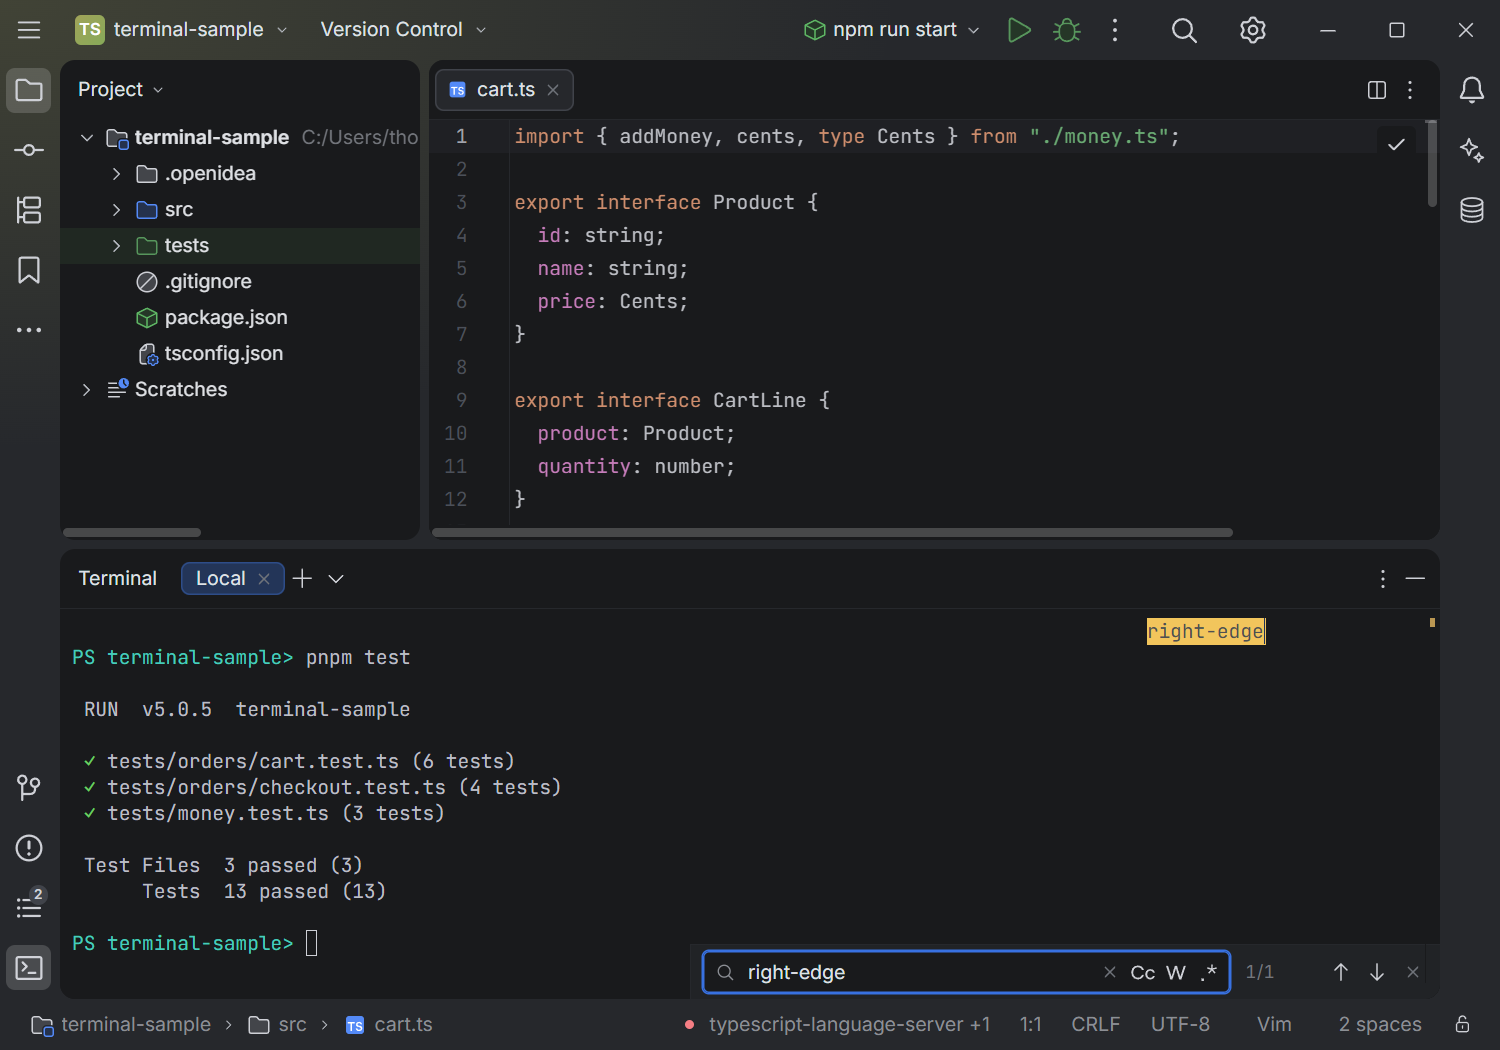 TS terminal-sample Version Control npm run start
Project
terminal-sample C:/Users/tho
.openidea
src
tests
.gitignore
package.json
tsconfig.json
Scratches
TS cart.ts
1 import { addMoney, cents, type Cents } from "./money.ts";
2
3 export interface Product {
4 id: string;
5 name: string;
6 price: Cents;
7 }
8
9 export interface CartLine {
10 product: Product;
11 quantity: number;
12 }
Terminal Local
right-edge
PS terminal-sample> pnpm test
RUN v5.0.5 terminal-sample
✓ tests/orders/cart.test.ts (6 tests)
✓ tests/orders/checkout.test.ts (4 tests)
✓ tests/money.test.ts (3 tests)
Test Files 3 passed (3)
Tests 13 passed (13)
PS terminal-sample>
2
right-edge Cc W .* 1/1
terminal-sample › src › TS cart.ts
typescript-language-server +1 1:1 CRLF UTF-8 Vim 2 spaces